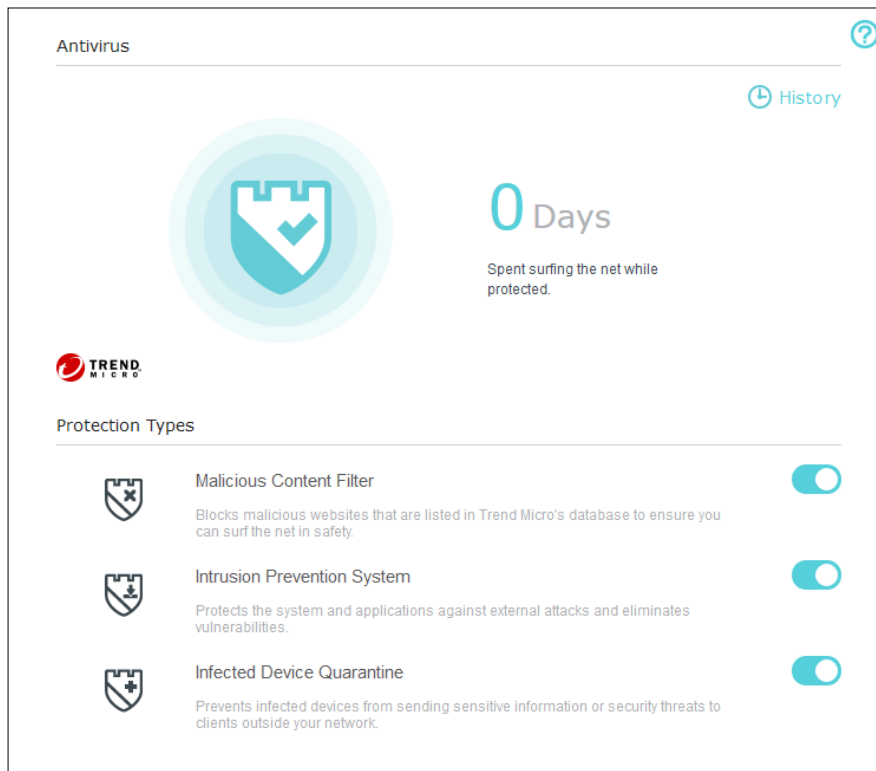 Antivirus
?
History
0 Days
Spent surfing the net while
protected.
TREND
MICRO
Protection Types
Malicious Content Filter
Blocks malicious websites that are listed in Trend Micro's database to ensure you
can surf the net in safety.
Intrusion Prevention System
Protects the system and applications against external attacks and eliminates
vulnerabilities.
Infected Device Quarantine
Prevents infected devices from sending sensitive information or security threats to
clients outside your network.